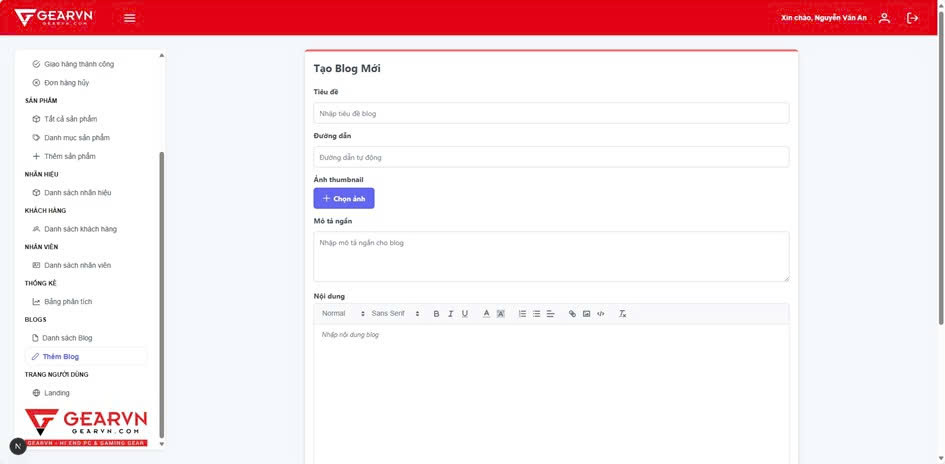 GEARVN
GEARVN.COM
Xin chào, Nguyễn Văn An
Giao hàng thành công
Đơn hàng hủy
SẢN PHẨM
Tất cả sản phẩm
Danh mục sản phẩm
Thêm sản phẩm
NHÃN HIỆU
Danh sách nhãn hiệu
KHÁCH HÀNG
Danh sách khách hàng
NHÂN VIÊN
Danh sách nhân viên
THỐNG KÊ
Bảng phân tích
BLOGS
Danh sách Blog
Thêm Blog
TRANG NGƯỜI DÙNG
Landing
GEARVN
GEARVN.COM
GEARVN - HI END PC & GAMING GEAR
N
Tạo Blog Mới
Tiêu đề
Nhập tiêu đề blog
Đường dẫn
Đường dẫn tự động
Ảnh thumbnail
Chọn ảnh
Mô tả ngắn
Nhập mô tả ngắn cho blog
Nội dung
Normal Sans Serif B I U A A
Nhập nội dung blog